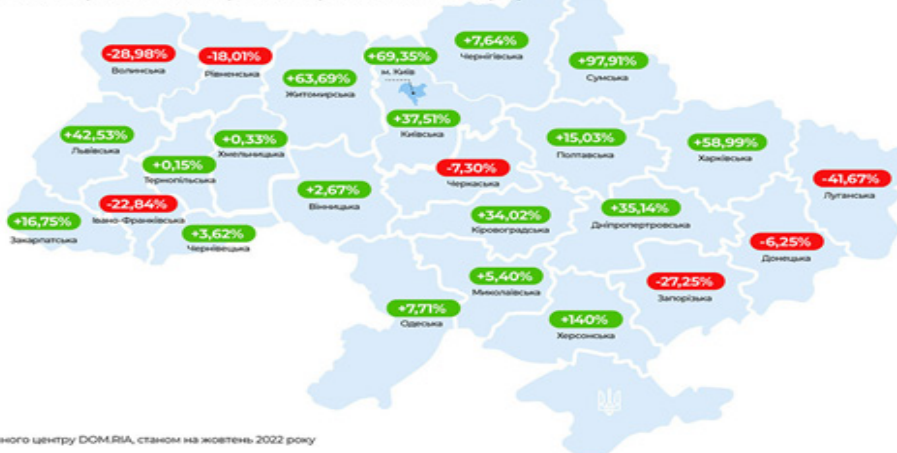 -28,98%
Волинська
-18,01%
Рівненська
+63,69%
Житомирська
+69,35%
м. Київ
+7,64%
Чернігівська
+97,91%
Сумська
+42,53%
Львівська
+0,33%
Хмельницька
+0,15%
Тернопільська
+37,51%
Київська
-7,30%
Черкаська
+15,03%
Полтавська
+58,99%
Харківська
-41,67%
Луганська
+16,75%
Закарпатська
-22,84%
Івано-Франківська
+3,62%
Чернівецька
+2,67%
Вінницька
+34,02%
Кіровоградська
+35,14%
Дніпропертровська
-6,25%
Донецька
+5,40%
Миколаївська
-27,25%
Запорізька
+7,71%
Одеська
+140%
Херсонська
ного центру DOM.RIA, станом на жовтень 2022 року